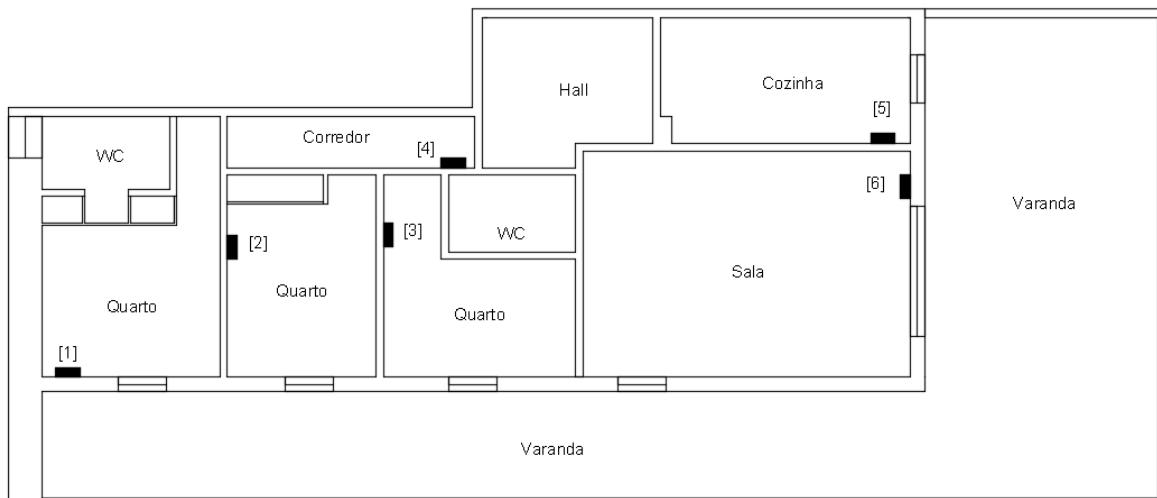 Hall
Cozinha
[5]
WC
Corredor
[4]
[6]
Varanda
[2]
[3]
WC
Quarto
Quarto
Quarto
Sala
[1]
Varanda